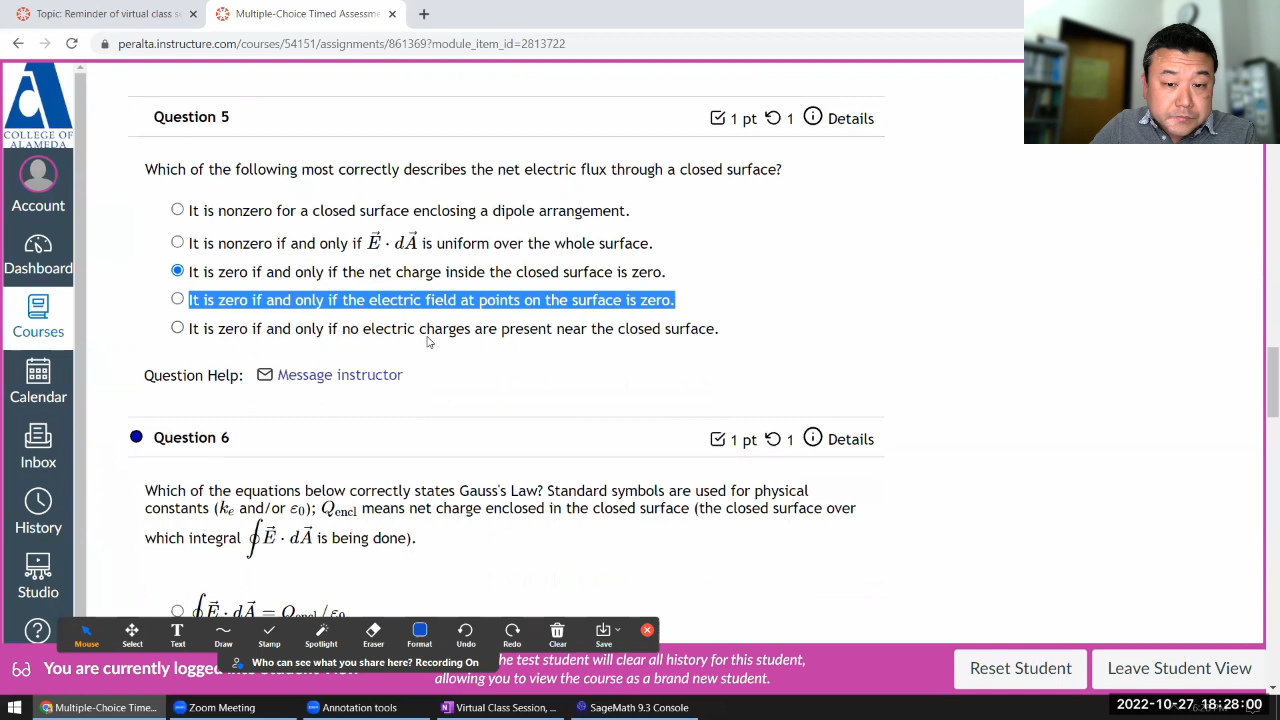 Topic: Reminder of virtual class se
Multiple-Choice Timed Assessme
peralta.instructure.com/courses/54151/assignments/861369?module_item_id=2813722
COLLEGE OF
ALAMEDA
Account
Dashboard
Courses
Calendar
Inbox
History
Studio
Question 5
1 pt 1 Details
Which of the following most correctly describes the net electric flux through a closed surface?
It is nonzero for a closed surface enclosing a dipole arrangement.
It is nonzero if and only if E⃗ · dA⃗ is uniform over the whole surface.
It is zero if and only if the net charge inside the closed surface is zero.
It is zero if and only if the electric field at points on the surface is zero.
It is zero if and only if no electric charges are present near the closed surface.
Question Help: Message instructor
Question 6
1 pt 1 Details
Which of the equations below correctly states Gauss's Law? Standard symbols are used for physical
constants (kₑ and/or ε₀); Q_encl means net charge enclosed in the closed surface (the closed surface over
which integral ∮ E⃗ · dA⃗ is being done).
∮ E⃗ · dA⃗ = Q_encl/ε₀
Mouse Select Text Draw Stamp Spotlight Eraser Format Undo Redo Clear Save
Who can see what you share here? Recording On
You are currently logg
the test student will clear all history for this student,
allowing you to view the course as a brand new student.
Reset Student
Leave Student View
Multiple-Choice Time...
Zoom Meeting
Annotation tools
Virtual Class Session, ...
SageMath 9.3 Console
2022-10-27 18:28:00